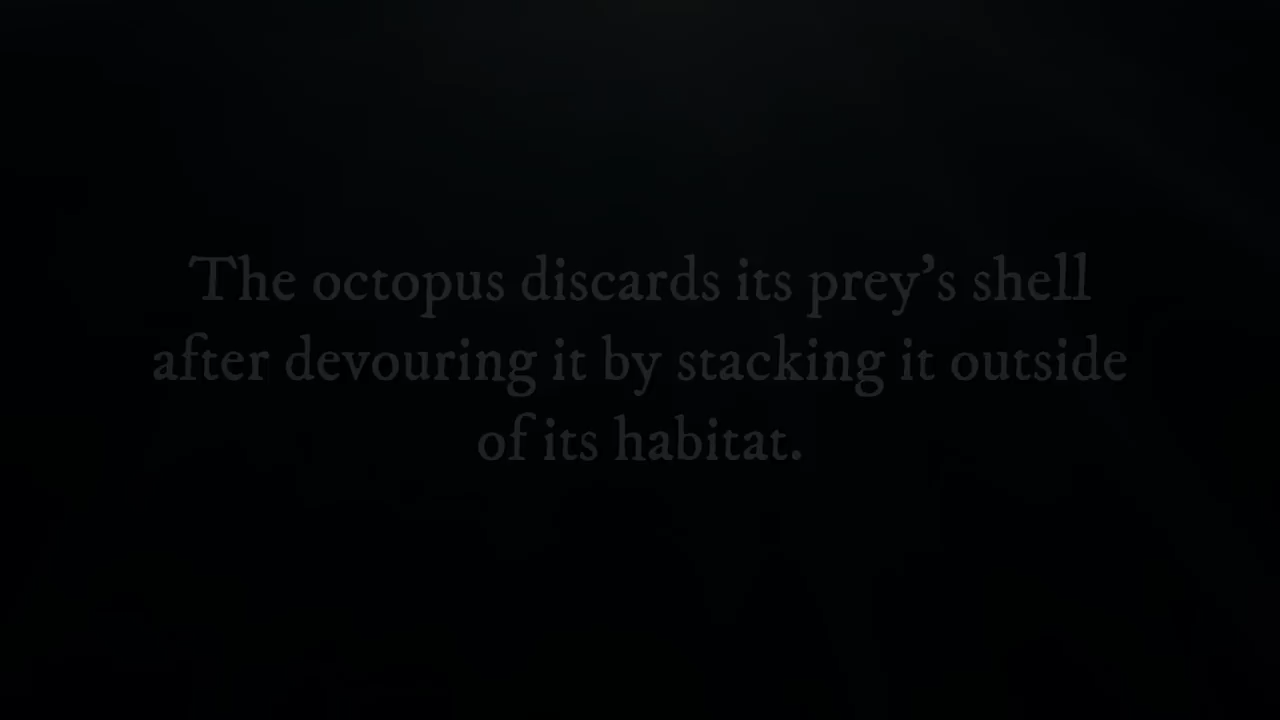 The octopus discards its prey’s shell
after devouring it by stacking it outside
of its habitat.